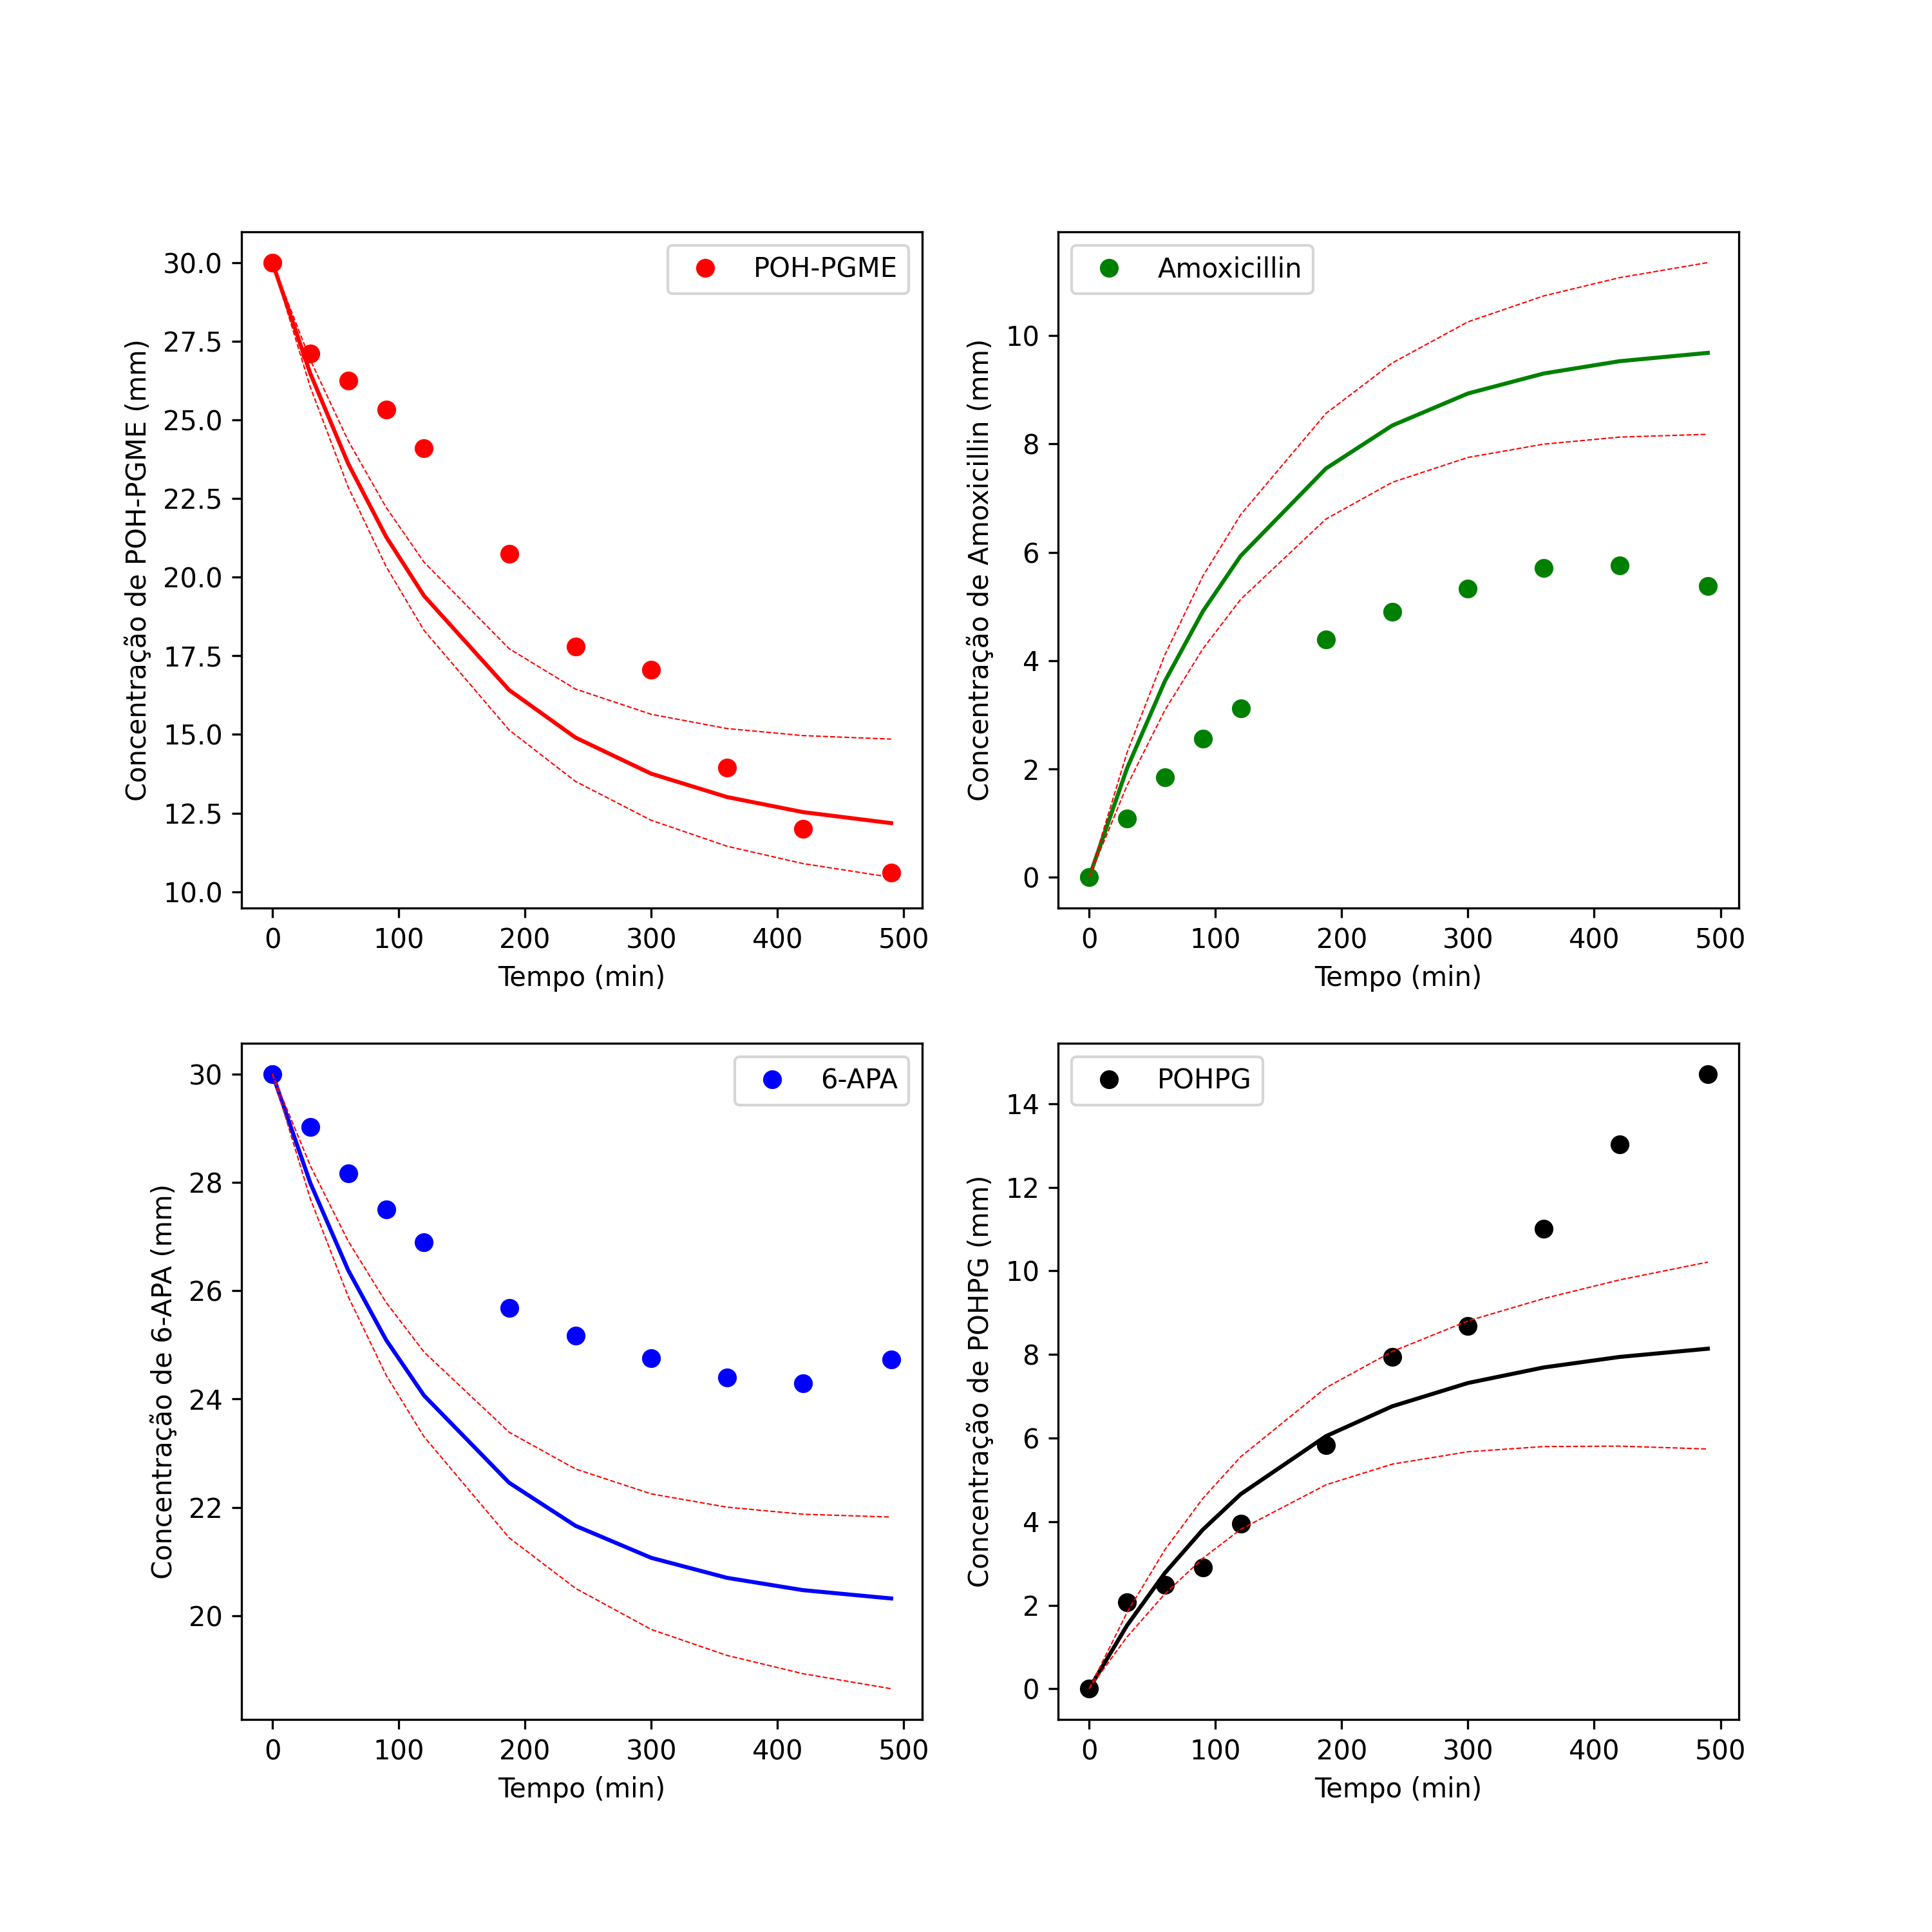 POH-PGME
30.0
27.5
25.0
22.5
20.0
17.5
15.0
12.5
10.0
Concentração de POH-PGME (mm)
0 100 200 300 400 500
Tempo (min)
Amoxicillin
10
8
6
4
2
0
Concentração de Amoxicillin (mm)
0 100 200 300 400 500
Tempo (min)
6-APA
30
28
26
24
22
20
Concentração de 6-APA (mm)
0 100 200 300 400 500
Tempo (min)
POHPG
14
12
10
8
6
4
2
0
Concentração de POHPG (mm)
0 100 200 300 400 500
Tempo (min)